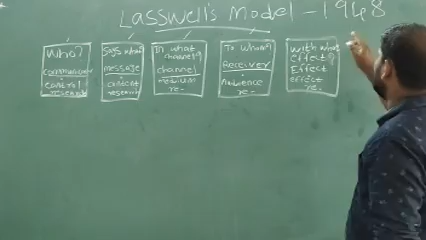 Lasswell's Model - 1948
Who?
Communicator
control
research
Says what?
message
content
research
In what
channel?
channel
medium
re-
To whom?
Receiver
Audience
re-
With what
effect?
Effect
effect
re-